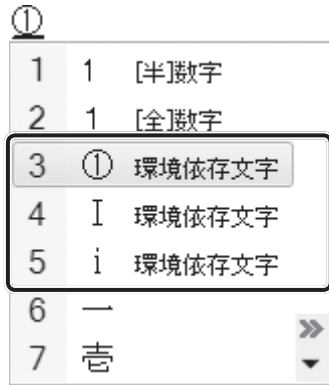 ①
1 1 [半]数字
2 1 [全]数字
3 ① 環境依存文字
4 Ⅰ 環境依存文字
5 ⅰ 環境依存文字
6 一
7 壱